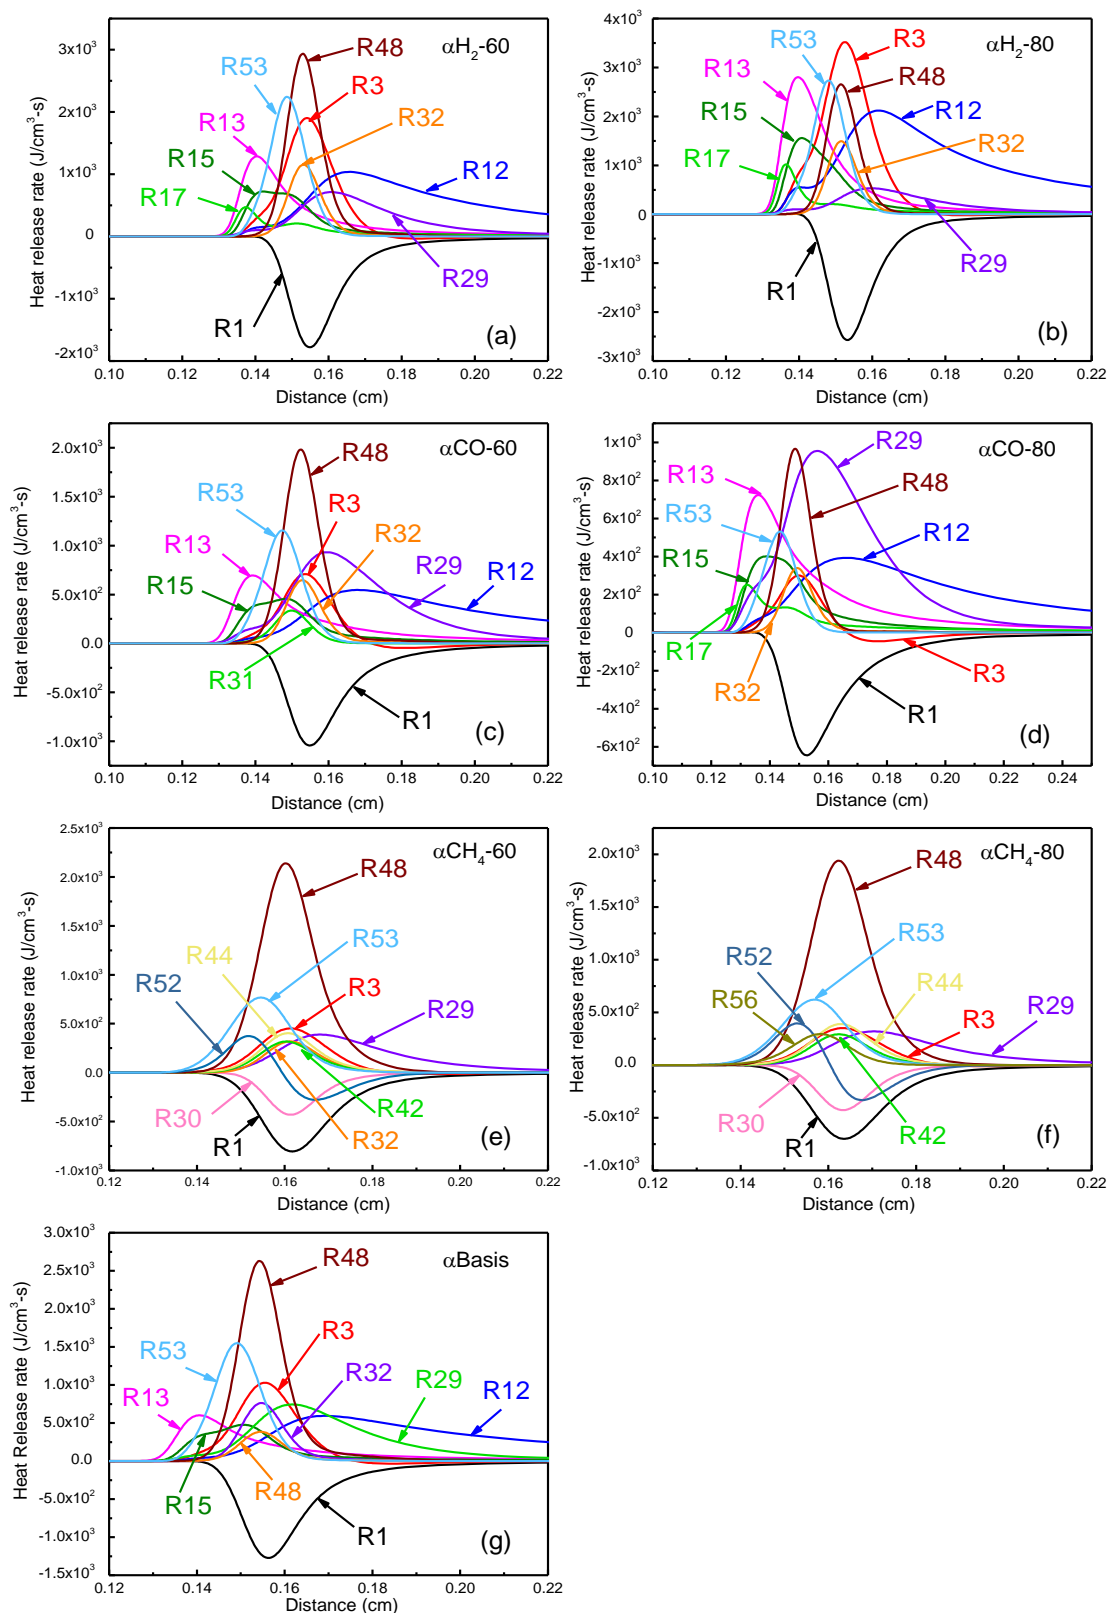 αH₂-60
3x10³
2x10³
1x10³
0
-1x10³
-2x10³
Heat release rate (J/cm³-s)
R48
R53
R3
R13
R32
R15
R12
R17
R29
R1
(a)
0.10 0.12 0.14 0.16 0.18 0.20 0.22
Distance (cm)
αH₂-80
4x10³
3x10³
2x10³
1x10³
0
-1x10³
-2x10³
-3x10³
Heat release rate (J/cm³-s)
R53
R3
R13
R48
R15
R12
R32
R17
R29
R1
(b)
0.10 0.12 0.14 0.16 0.18 0.20 0.22
Distance (cm)
αCO-60
2.0x10³
1.5x10³
1.0x10³
5.0x10²
0.0
-5.0x10²
-1.0x10³
Heat release rate (J/cm³-s)
R48
R53
R3
R32
R13
R29
R12
R15
R31
R1
(c)
0.10 0.12 0.14 0.16 0.18 0.20 0.22
Distance (cm)
αCO-80
1x10³
8x10²
6x10²
4x10²
2x10²
0
-2x10²
-4x10²
-6x10²
Heat release rate (J/cm³-s)
R29
R13
R48
R53
R12
R15
R17
R32
R3
R1
(d)
0.10 0.12 0.14 0.16 0.18 0.20 0.22 0.24
Distance (cm)
αCH₄-60
2.5x10³
2.0x10³
1.5x10³
1.0x10³
5.0x10²
0.0
-5.0x10²
-1.0x10³
Heat Release rate (J/cm³-s)
R48
R53
R44
R52
R3
R29
R30
R42
R32
R1
(e)
0.12 0.14 0.16 0.18 0.20 0.22
Distance (cm)
αCH₄-80
2.0x10³
1.5x10³
1.0x10³
5.0x10²
0.0
-5.0x10²
-1.0x10³
Heat Release rate (J/cm³-s)
R48
R53
R52
R44
R56
R29
R3
R30
R1
R42
(f)
0.12 0.14 0.16 0.18 0.20 0.22
Distance (cm)
αBasis
3.0x10³
2.5x10³
2.0x10³
1.5x10³
1.0x10³
5.0x10²
0.0
-5.0x10²
-1.0x10³
-1.5x10³
Heat Release rate (J/cm³-s)
R48
R3
R53
R32
R29
R12
R13
R15
R48
R1
(g)
0.12 0.14 0.16 0.18 0.20 0.22
Distance (cm)